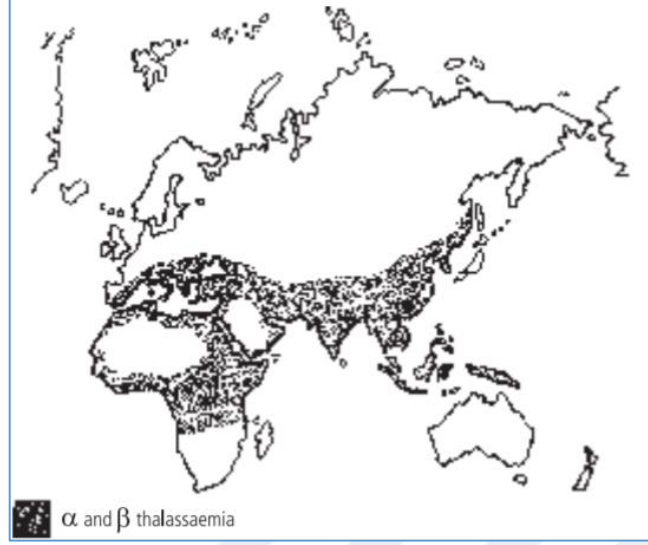 α and β thalassaemia